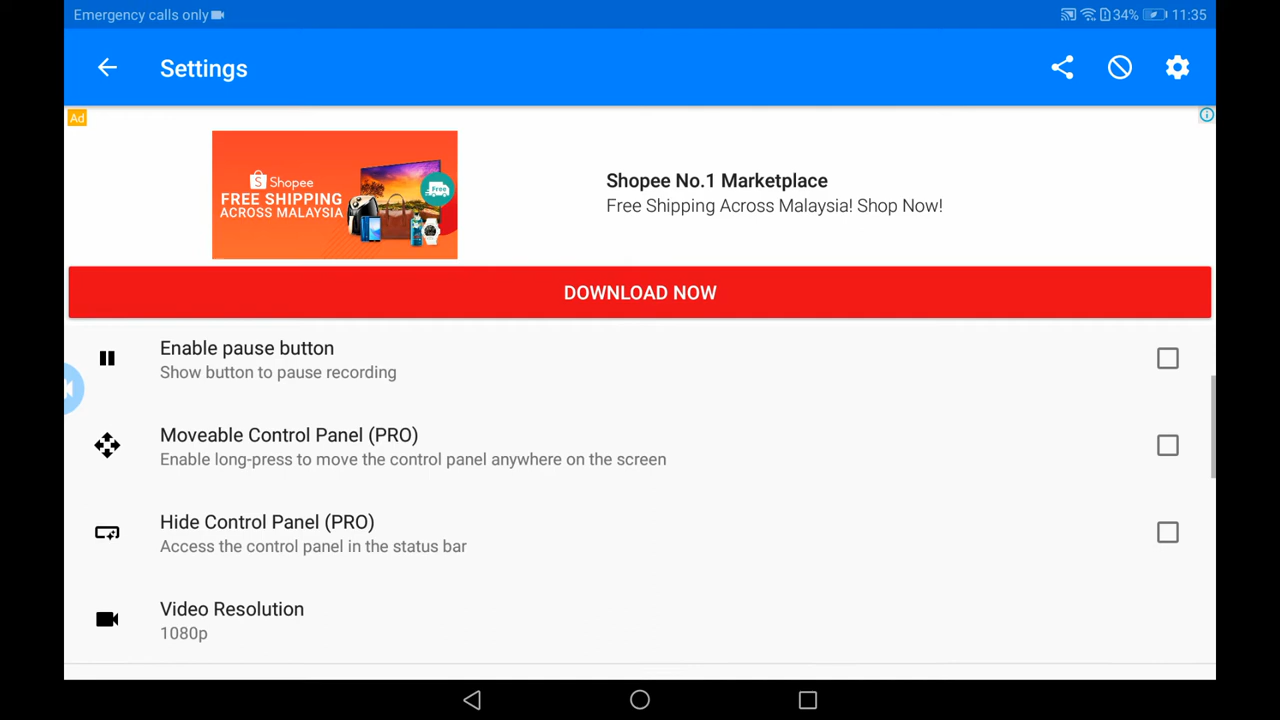 Emergency calls only
34% 11:35
Settings
Ad
Shopee
FREE SHIPPING
ACROSS MALAYSIA
Free
Shopee No.1 Marketplace
Free Shipping Across Malaysia! Shop Now!
DOWNLOAD NOW
Enable pause button
Show button to pause recording
Moveable Control Panel (PRO)
Enable long-press to move the control panel anywhere on the screen
Hide Control Panel (PRO)
Access the control panel in the status bar
Video Resolution
1080p